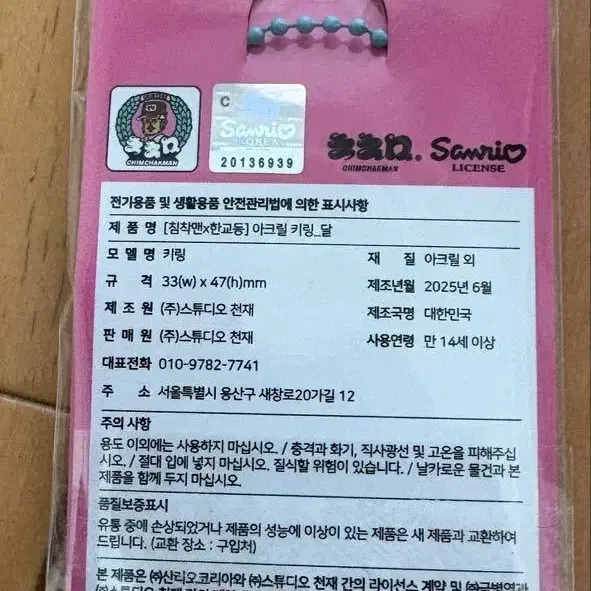 C
Sanrio
KOREA
20136939
CHIMCHAKMAN
CHIMCHAKMAN
Sanrio
LICENSE
전기용품 및 생활용품 안전관리법에 의한 표시사항
제 품 명 [침착맨x한교동] 아크릴 키링_달
모 델 명 키링
재 질 아크릴 외
규 격 33(w) x 47(h)mm
제조년월 2025년 6월
제 조 원 (주)스튜디오 천재
제조국명 대한민국
판 매 원 (주)스튜디오 천재
사용연령 만 14세 이상
대표전화 010-9782-7741
주 소 서울특별시 용산구 새창로20가길 12
주의 사항
용도 이외에는 사용하지 마십시오. / 충격과 화기, 직사광선 및 고온을 피해주십
시오. / 절대 입에 넣지 마십시오. 질식할 위험이 있습니다. / 날카로운 물건과 본
제품을 함께 두지 마십시오.
품질보증표시
유통 중에 손상되었거나 제품의 성능에 이상이 있는 제품은 새 제품과 교환하여
드립니다. (교환 장소 : 구입처)
본 제품은 ㈜산리오코리아와 ㈜스튜디오 천재 간의 라이선스 계약 및 ㈜금병영과